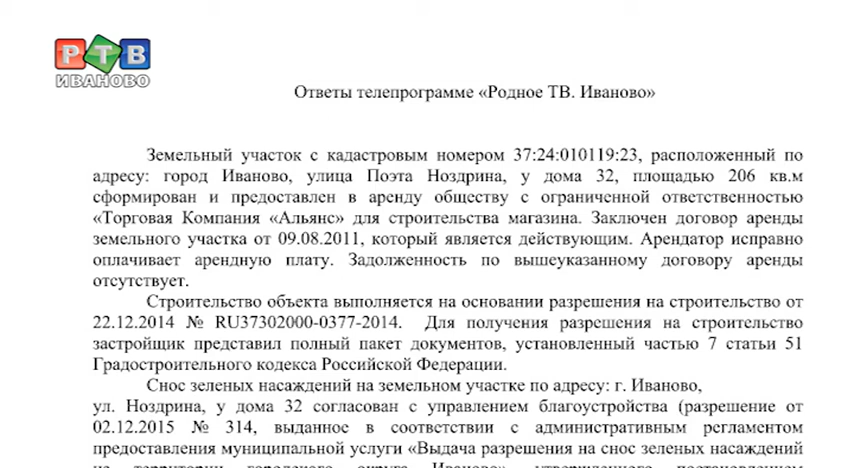 РТВ
ИВАНОВО
Ответы телепрограмме «Родное ТВ. Иваново»
Земельный участок с кадастровым номером 37:24:010119:23, расположенный по
адресу: город Иваново, улица Поэта Ноздрина, у дома 32, площадью 206 кв.м
сформирован и предоставлен в аренду обществу с ограниченной ответственностью
«Торговая Компания «Альянс» для строительства магазина. Заключен договор аренды
земельного участка от 09.08.2011, который является действующим. Арендатор исправно
оплачивает арендную плату. Задолженность по вышеуказанному договору аренды
отсутствует.
Строительство объекта выполняется на основании разрешения на строительство от
22.12.2014 № RU37302000-0377-2014. Для получения разрешения на строительство
застройщик представил полный пакет документов, установленный частью 7 статьи 51
Градостроительного кодекса Российской Федерации.
Снос зеленых насаждений на земельном участке по адресу: г. Иваново,
ул. Ноздрина, у дома 32 согласован с управлением благоустройства (разрешение от
02.12.2015 № 314, выданное в соответствии с административным регламентом
предоставления муниципальной услуги «Выдача разрешения на снос зеленых насаждений
на территории городского округа Иваново», утвержденного постановлением